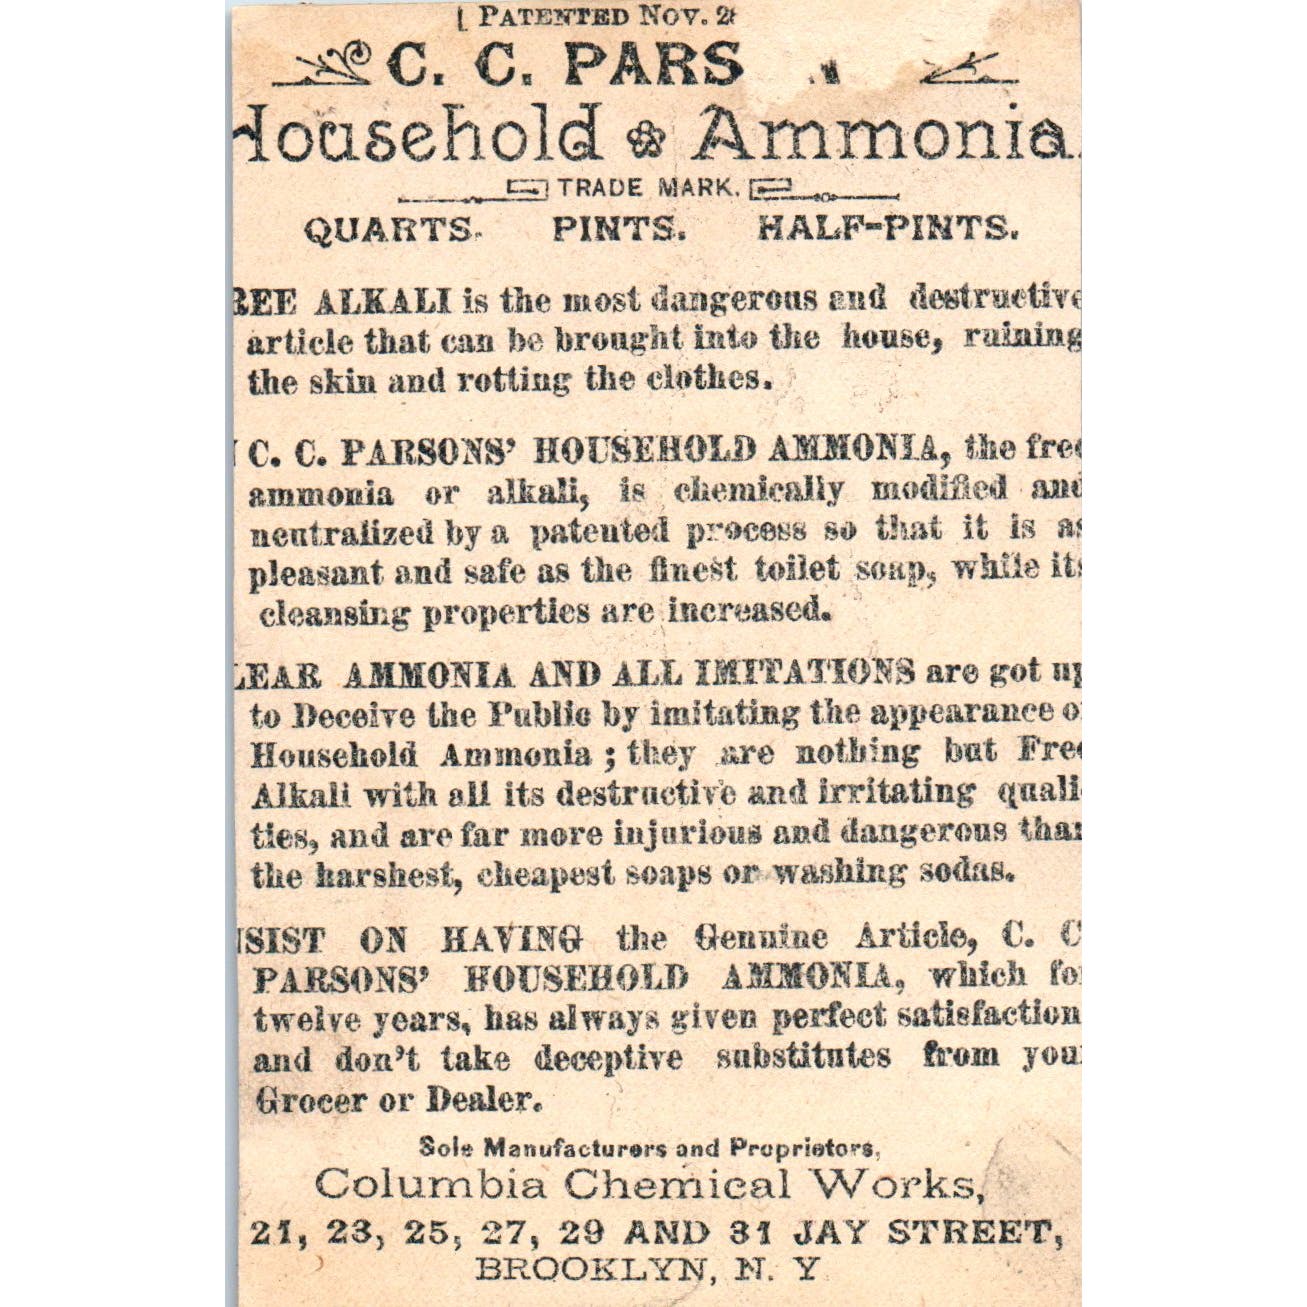 [ PATENTED NOV. 2
C. C. PARS
Household Ammonia.
TRADE MARK.
QUARTS. PINTS. HALF-PINTS.
REE ALKALI is the most dangerous and destructive
article that can be brought into the house, ruining
the skin and rotting the clothes.
C. C. PARSONS' HOUSEHOLD AMMONIA, the free
ammonia or alkali, is chemically modified and
neutralized by a patented process so that it is as
pleasant and safe as the finest toilet soap, while its
cleansing properties are increased.
LEAR AMMONIA AND ALL IMITATIONS are got up
to Deceive the Public by imitating the appearance o
Household Ammonia ; they are nothing but Free
Alkali with all its destructive and irritating quali
ties, and are far more injurious and dangerous than
the harshest, cheapest soaps or washing sodas.
NSIST ON HAVING the Genuine Article, C. C
PARSONS' HOUSEHOLD AMMONIA, which fo
twelve years, has always given perfect satisfaction
and don't take deceptive substitutes from you
Grocer or Dealer.
Sole Manufacturers and Proprietors,
Columbia Chemical Works,
21, 23, 25, 27, 29 AND 31 JAY STREET,
BROOKLYN, N. Y